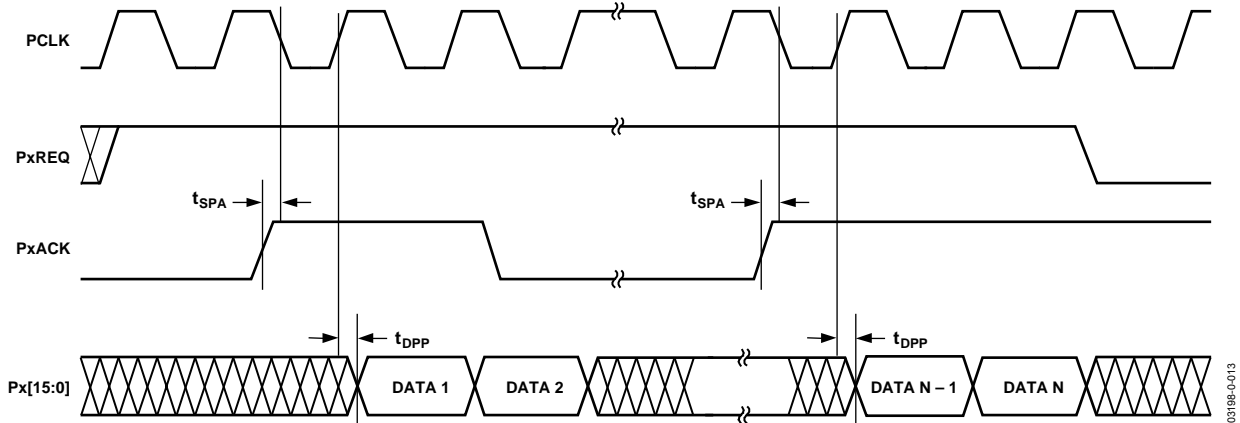 PCLK
PxREQ
tSPA
tSPA
PxACK
tDPP
tDPP
Px[15:0]
DATA 1
DATA 2
DATA N – 1
DATA N
03198-0-013